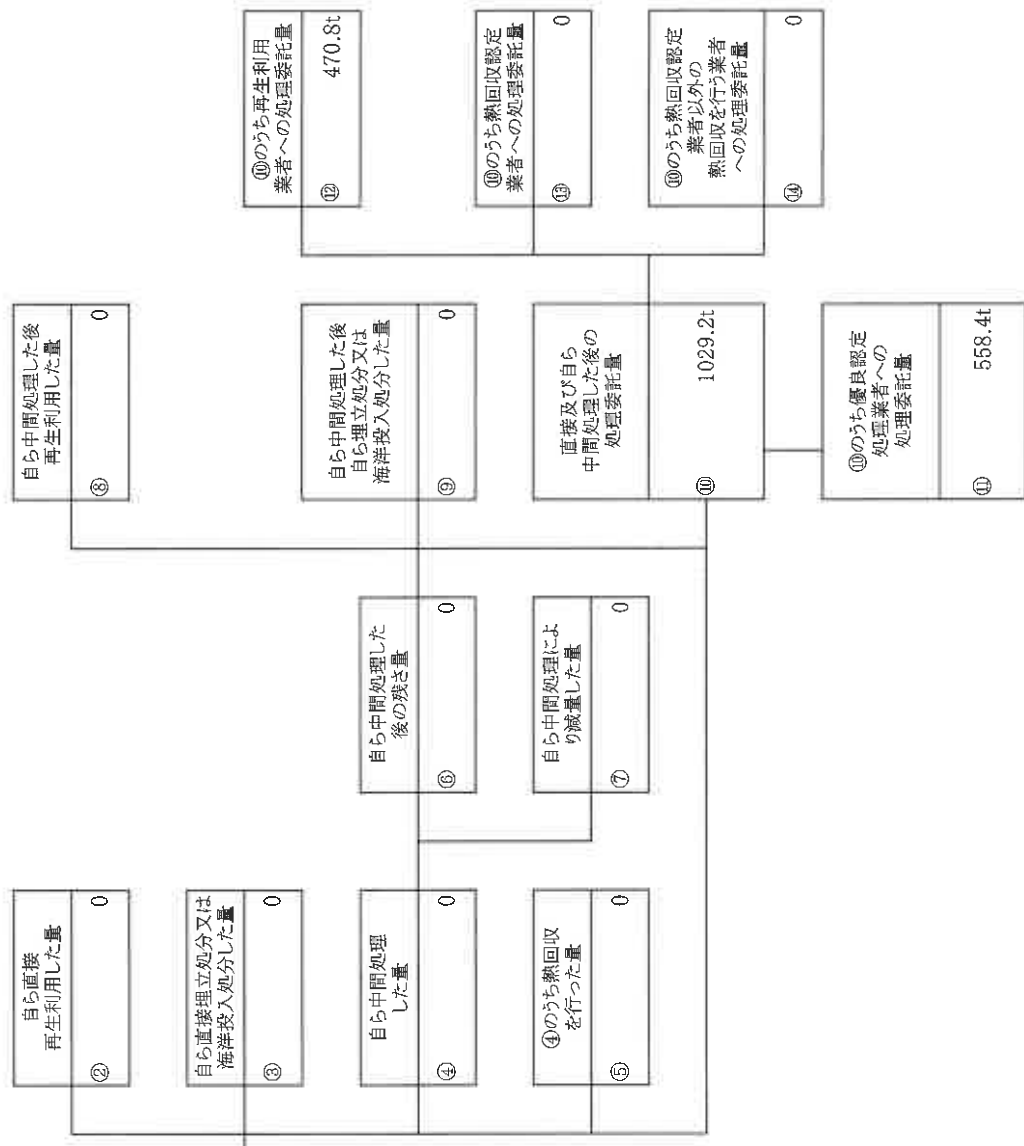 自ら直接
再生利用した量
② 0
自ら直接埋立処分又は
海洋投入処分した量
③ 0
自ら中間処理
した量
④ 0
④のうち熱回収
を行った量
⑤ 0
自ら中間処理した
後の残さ量
⑥ 0
自ら中間処理によ
り減量した量
⑦ 0
自ら中間処理した後
再生利用した量
⑧ 0
自ら中間処理した後
自ら埋立処分又は
海洋投入処分した量
⑨ 0
直接及び自ら
中間処理した後の
処理委託量
⑩ 1029.2t
⑩のうち優良認定
処理業者への
処理委託量
⑪ 558.4t
⑩のうち再生利用
業者への処理委託量
⑫ 470.8t
⑩のうち熱回収認定
業者への処理委託量
⑬ 0
⑩のうち熱回収認定
業者以外の
熱回収を行う業者
への処理委託量
⑭ 0